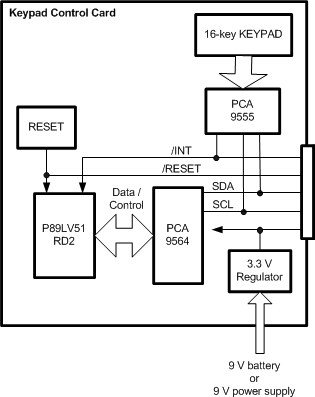 Keypad Control Card
16-key KEYPAD
PCA
9555
RESET
/INT
/RESET
SDA
SCL
Data /
Control
P89LV51
RD2
PCA
9564
3.3 V
Regulator
9 V battery
or
9 V power supply